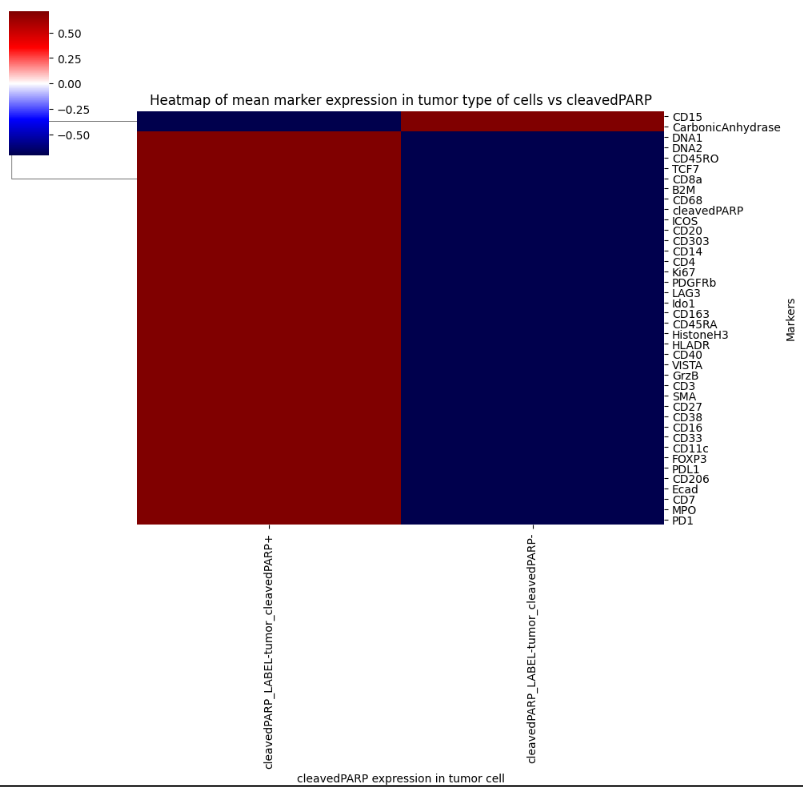 0.50
0.25
0.00
−0.25
−0.50
Heatmap of mean marker expression in tumor type of cells vs cleavedPARP
CD15
CarbonicAnhydrase
DNA1
DNA2
CD45RO
TCF7
CD8a
B2M
CD68
cleavedPARP
ICOS
CD20
CD303
CD14
CD4
Ki67
PDGFRb
LAG3
Ido1
CD163
CD45RA
HistoneH3
HLADR
CD40
VISTA
GrzB
CD3
SMA
CD27
CD38
CD16
CD33
CD11c
FOXP3
PDL1
CD206
Ecad
CD7
MPO
PD1
Markers
cleavedPARP_LABEL-tumor_cleavedPARP+
cleavedPARP_LABEL-tumor_cleavedPARP-
cleavedPARP expression in tumor cell